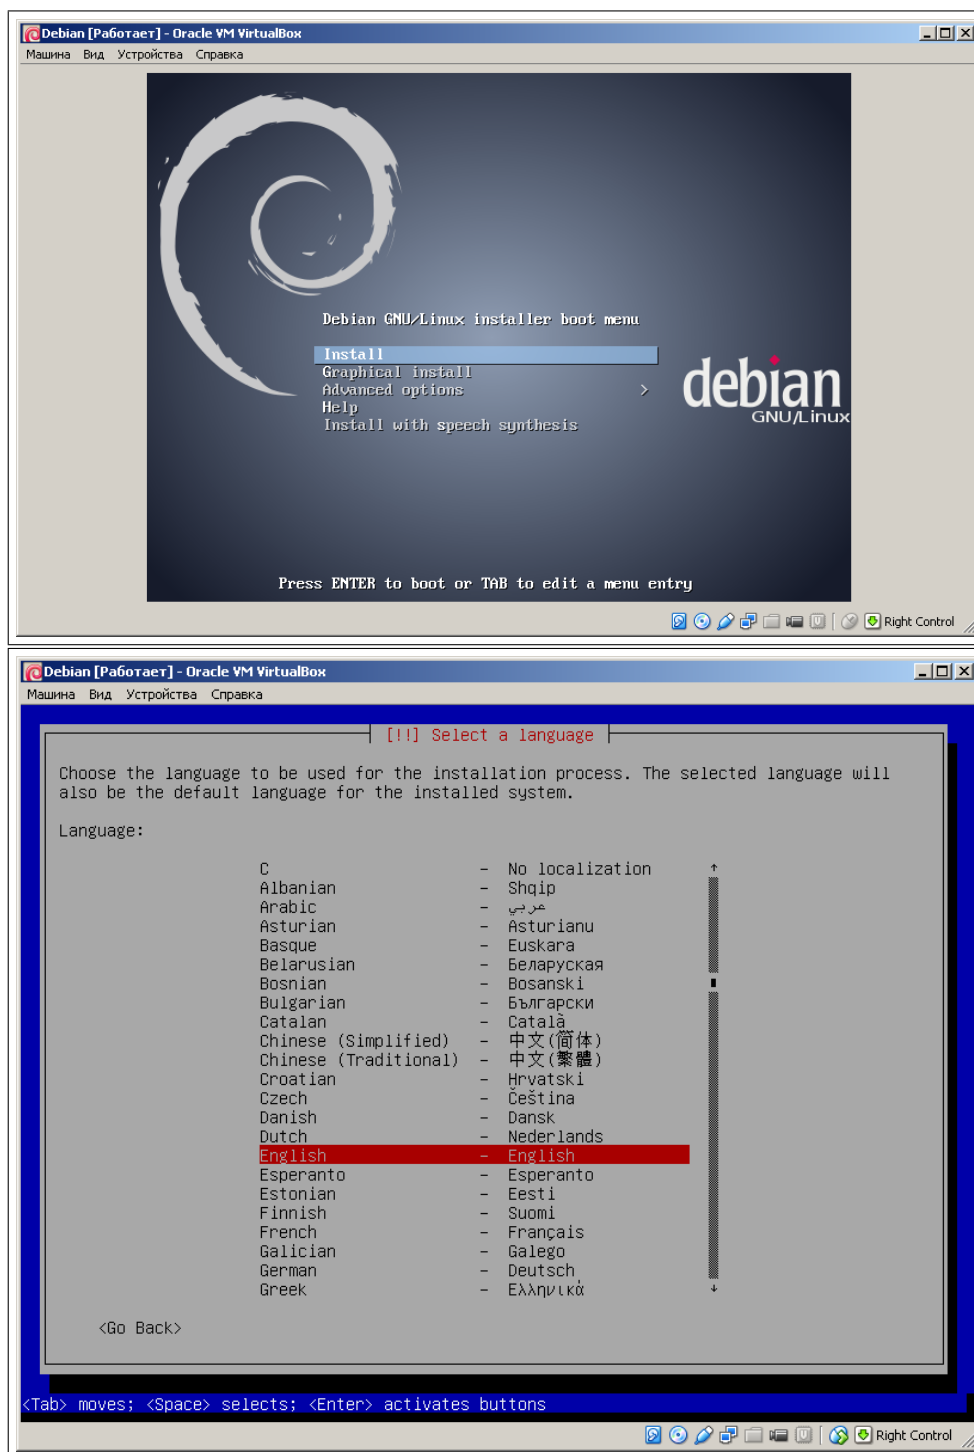 Debian [Работает] - Oracle VM VirtualBox
Машина Вид Устройства Справка
Debian GNU/Linux installer boot menu
Install
Graphical install
Advanced options >
Help
Install with speech synthesis
debian
GNU/Linux
Press ENTER to boot or TAB to edit a menu entry
Right Control
Debian [Работает] - Oracle VM VirtualBox
Машина Вид Устройства Справка
[!!] Select a language
Choose the language to be used for the installation process. The selected language will
also be the default language for the installed system.
Language:
C - No localization
Albanian - Shqip
Arabic - عربي
Asturian - Asturianu
Basque - Euskara
Belarusian - Беларуская
Bosnian - Bosanski
Bulgarian - Български
Catalan - Català
Chinese (Simplified) - 中文(简体)
Chinese (Traditional) - 中文(繁體)
Croatian - Hrvatski
Czech - Čeština
Danish - Dansk
Dutch - Nederlands
English - English
Esperanto - Esperanto
Estonian - Eesti
Finnish - Suomi
French - Français
Galician - Galego
German - Deutsch
Greek - Ελληνικά
<Go Back>
<Tab> moves; <Space> selects; <Enter> activates buttons
Right Control